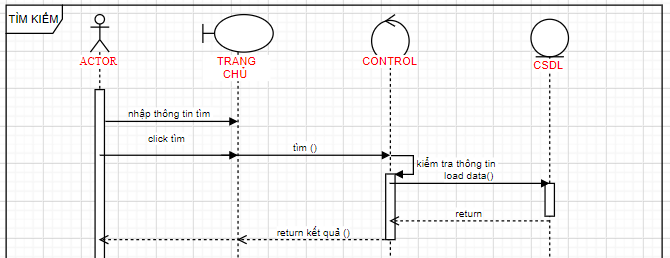 TÌM KIẾM
ACTOR
TRANG
CHỦ
CONTROL
CSDL
nhập thông tin tìm
click tìm
tìm ()
kiểm tra thông tin
load data()
return
return kết quả ()